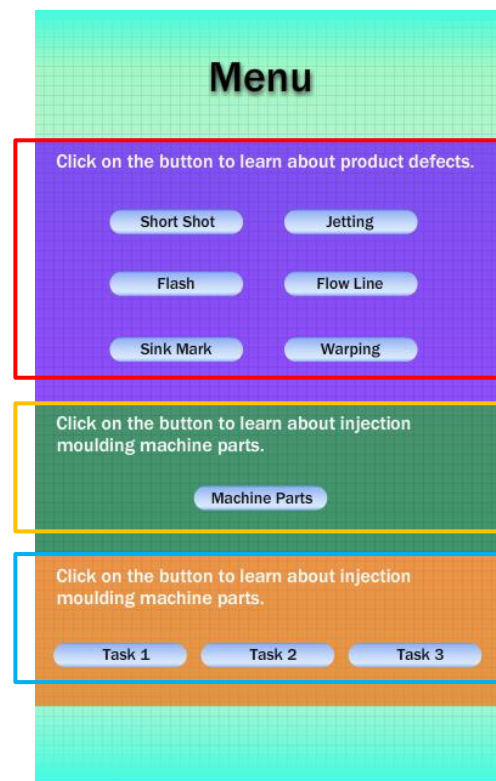 Menu
Click on the button to learn about product defects.
Short Shot Jetting
Flash Flow Line
Sink Mark Warping
Click on the button to learn about injection
moulding machine parts.
Machine Parts
Click on the button to learn about injection
moulding machine parts.
Task 1 Task 2 Task 3